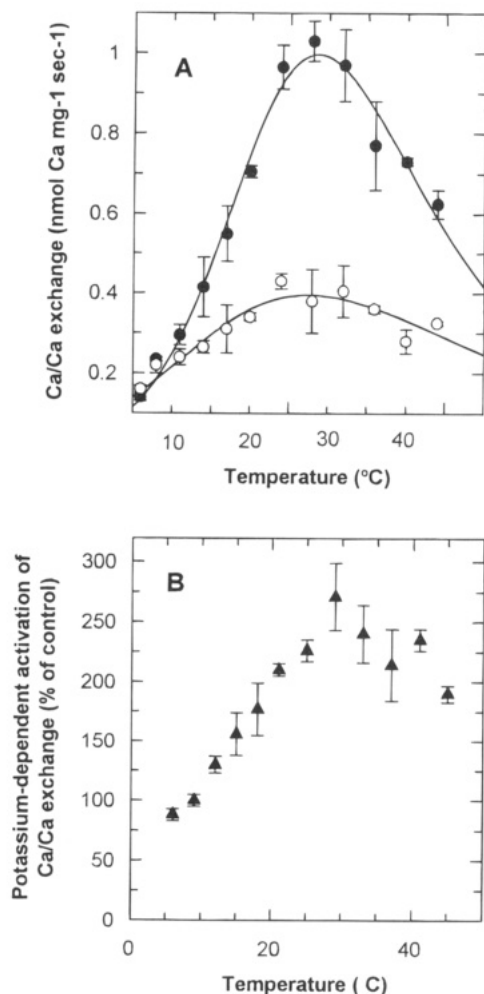 A
Ca/Ca exchange (nmol Ca mg-1 sec-1)
1
0.8
0.6
0.4
0.2
10 20 30 40
Temperature (ºC)
B
Potassium-dependent activation of
Ca/Ca exchange (% of control)
300
250
200
150
100
50
0
0 20 40
Temperature ( C)